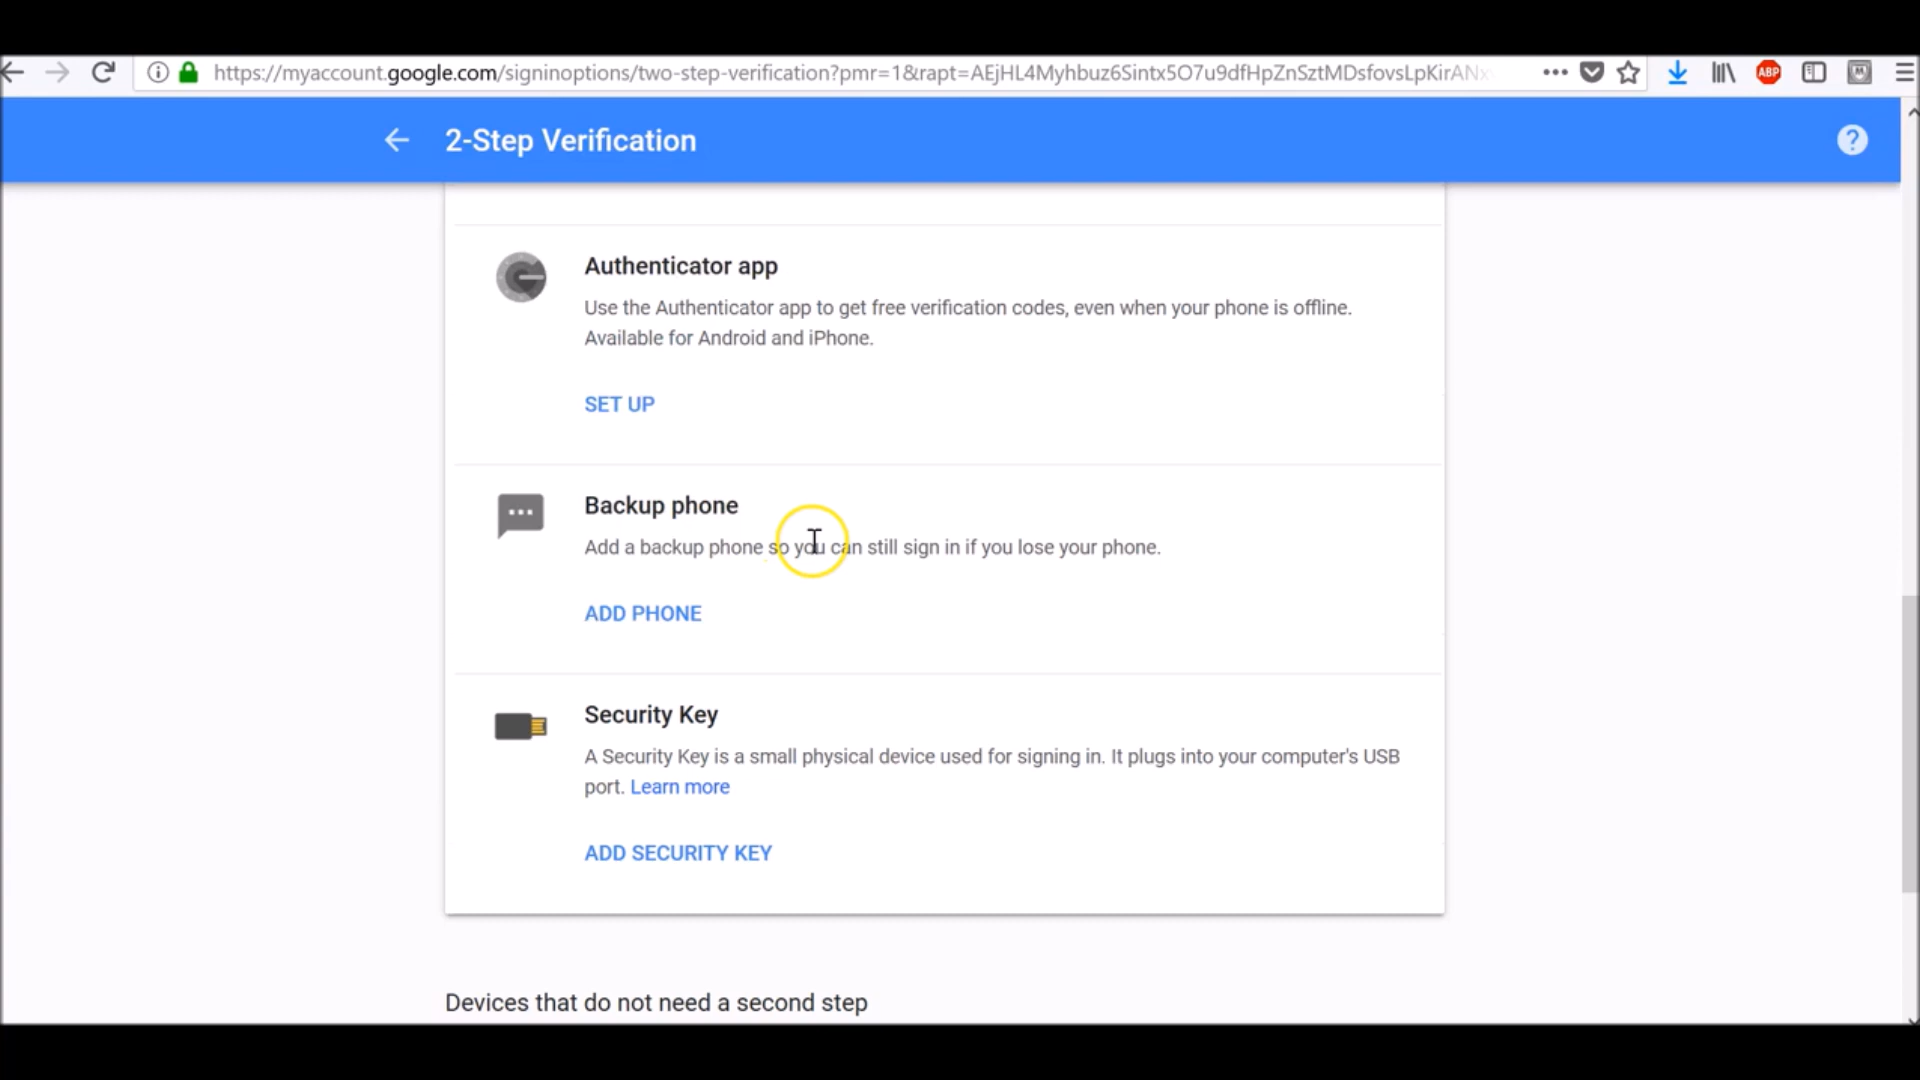 https://myaccount.google.com/signinoptions/two-step-verification?pmr=1&rapt=AEjHL4Myhbuz6Sintx5O7u9dfHpZnSztMDsfovsLpKirANx
ABP
2-Step Verification
?
Authenticator app
Use the Authenticator app to get free verification codes, even when your phone is offline.
Available for Android and iPhone.
SET UP
Backup phone
Add a backup phone so you can still sign in if you lose your phone.
ADD PHONE
Security Key
A Security Key is a small physical device used for signing in. It plugs into your computer's USB
port. Learn more
ADD SECURITY KEY
Devices that do not need a second step